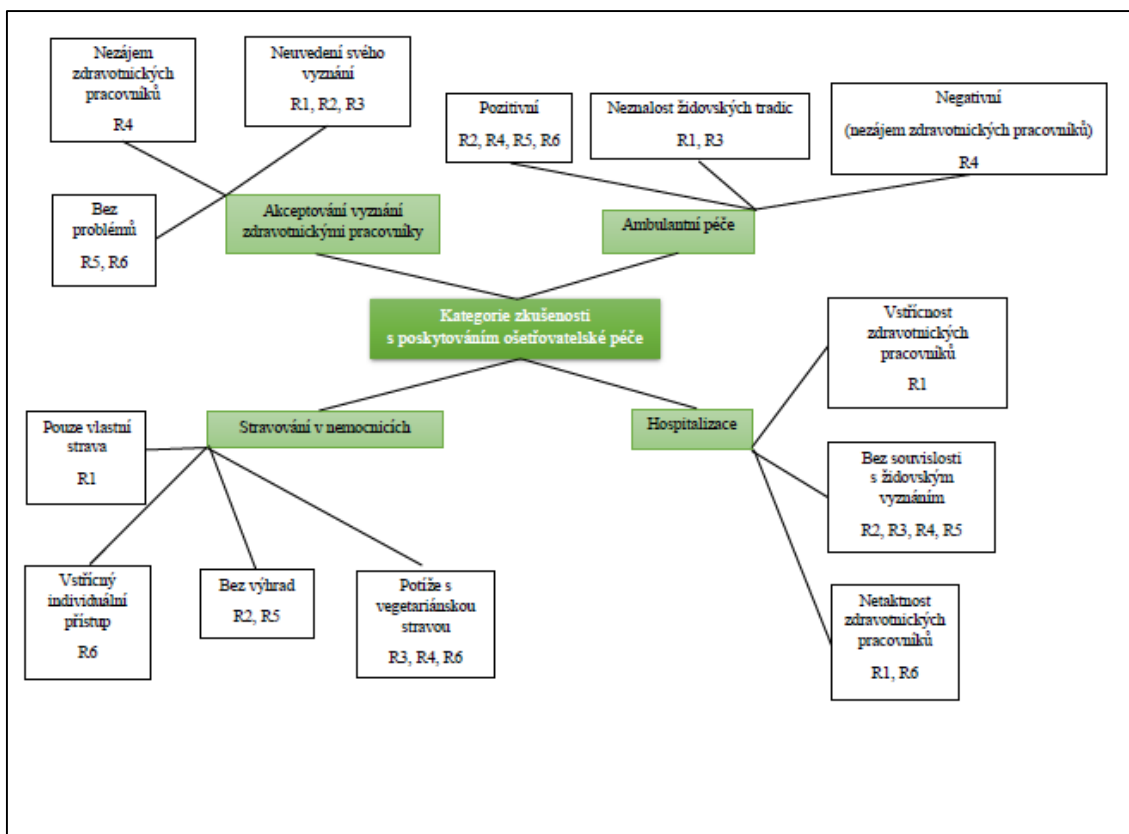 Nezájem
zdravotnických
pracovníků
R4
Neuvedení svého
vyznání
R1, R2, R3
Pozitivní
R2, R4, R5, R6
Neznalost židovských tradic
R1, R3
Negativní
(nezájem zdravotnických pracovníků)
R4
Bez
problémů
R5, R6
Akceptování vyznání
zdravotnickými pracovníky
Ambulantní péče
Kategorie zkušenosti
s poskytováním ošetřovatelské péče
Vstřícnost
zdravotnických
pracovníků
R1
Pouze vlastní
strava
R1
Stravování v nemocnicích
Hospitalizace
Bez souvislosti
s židovským
vyznáním
R2, R3, R4, R5
Vstřícný
individuální
přístup
R6
Bez výhrad
R2, R5
Potíže s
vegetariánskou
stravou
R3, R4, R6
Netaktnost
zdravotnických
pracovníků
R1, R6